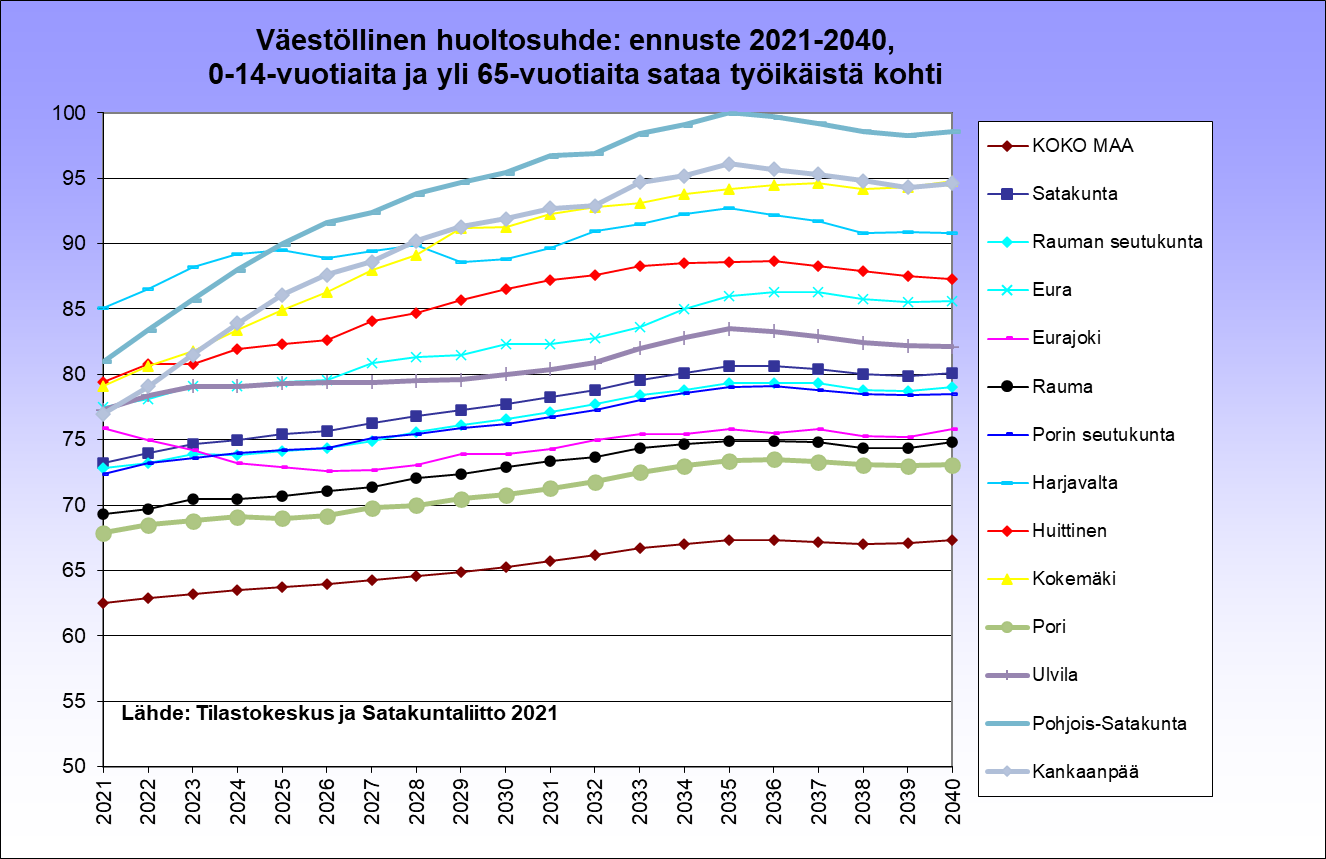 Väestöllinen huoltosuhde: ennuste 2021-2040,
0-14-vuotiaita ja yli 65-vuotiaita sataa työikäistä kohti
100
95
90
85
80
75
70
65
60
55
50
Lähde: Tilastokeskus ja Satakuntaliitto 2021
2021
2022
2023
2024
2025
2026
2027
2028
2029
2030
2031
2032
2033
2034
2035
2036
2037
2038
2039
2040
KOKO MAA
Satakunta
Rauman seutukunta
Eura
Eurajoki
Rauma
Porin seutukunta
Harjavalta
Huittinen
Kokemäki
Pori
Ulvila
Pohjois-Satakunta
Kankaanpää